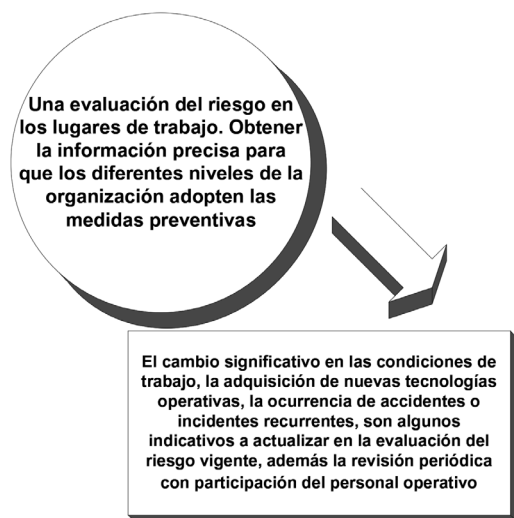 Una evaluación del riesgo en
los lugares de trabajo. Obtener
la información precisa para
que los diferentes niveles de la
organización adopten las
medidas preventivas
El cambio significativo en las condiciones de
trabajo, la adquisición de nuevas tecnologías
operativas, la ocurrencia de accidentes o
incidentes recurrentes, son algunos
indicativos a actualizar en la evaluación del
riesgo vigente, además la revisión periódica
con participación del personal operativo